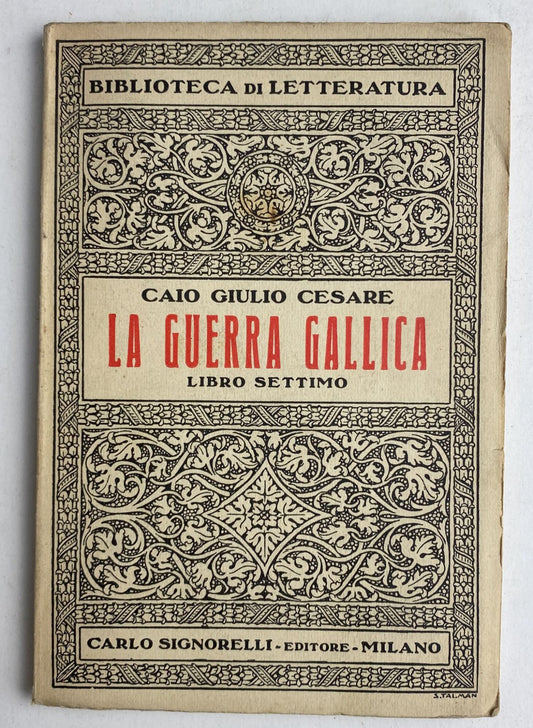 BIBLIOTECA DI LETTERATURA
CAIO GIULIO CESARE
LA GUERRA GALLICA
LIBRO SETTIMO
CARLO SIGNORELLI - EDITORE - MILANO
S. TALMAN